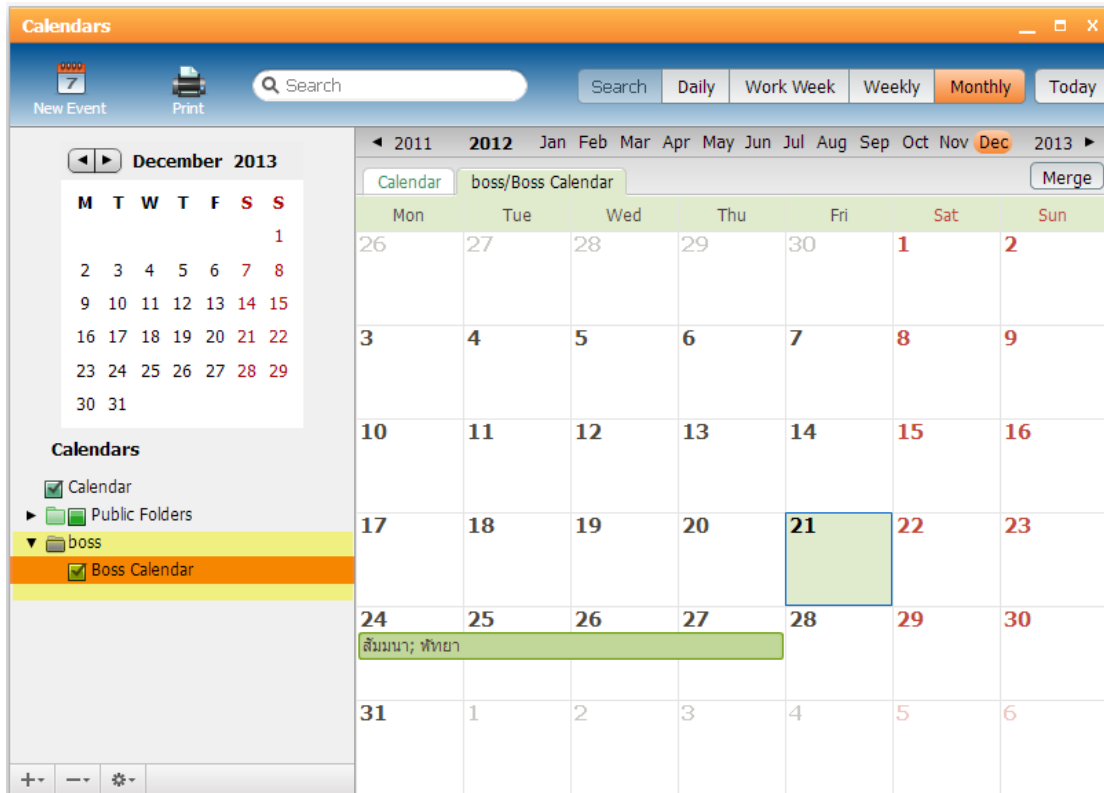 Calendars
7
New Event
Print
Search
Search Daily Work Week Weekly Monthly Today
◄ 2011 2012 Jan Feb Mar Apr May Jun Jul Aug Sep Oct Nov Dec 2013 ►
Calendar boss/Boss Calendar Merge
December 2013
M T W T F S S
1
2 3 4 5 6 7 8
9 10 11 12 13 14 15
16 17 18 19 20 21 22
23 24 25 26 27 28 29
30 31
Calendars
Calendar
Public Folders
boss
Boss Calendar
Mon Tue Wed Thu Fri Sat Sun
26 27 28 29 30 1 2
3 4 5 6 7 8 9
10 11 12 13 14 15 16
17 18 19 20 21 22 23
24 25 26 27 28 29 30
สัมมนา; พัทยา
31 1 2 3 4 5 6